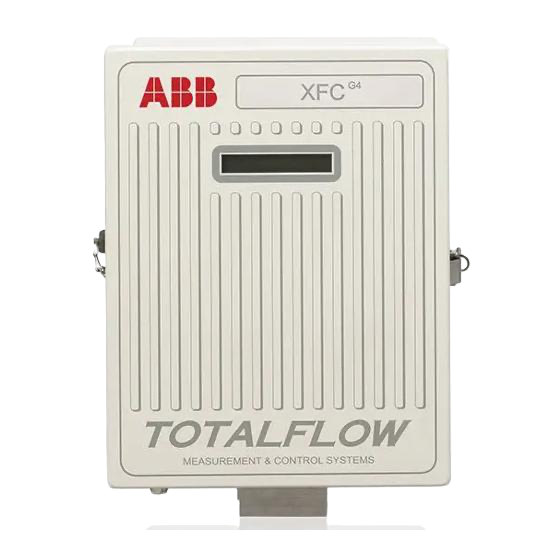 ABB
XFC G4
TOTALFLOW
MEASUREMENT & CONTROL SYSTEMS